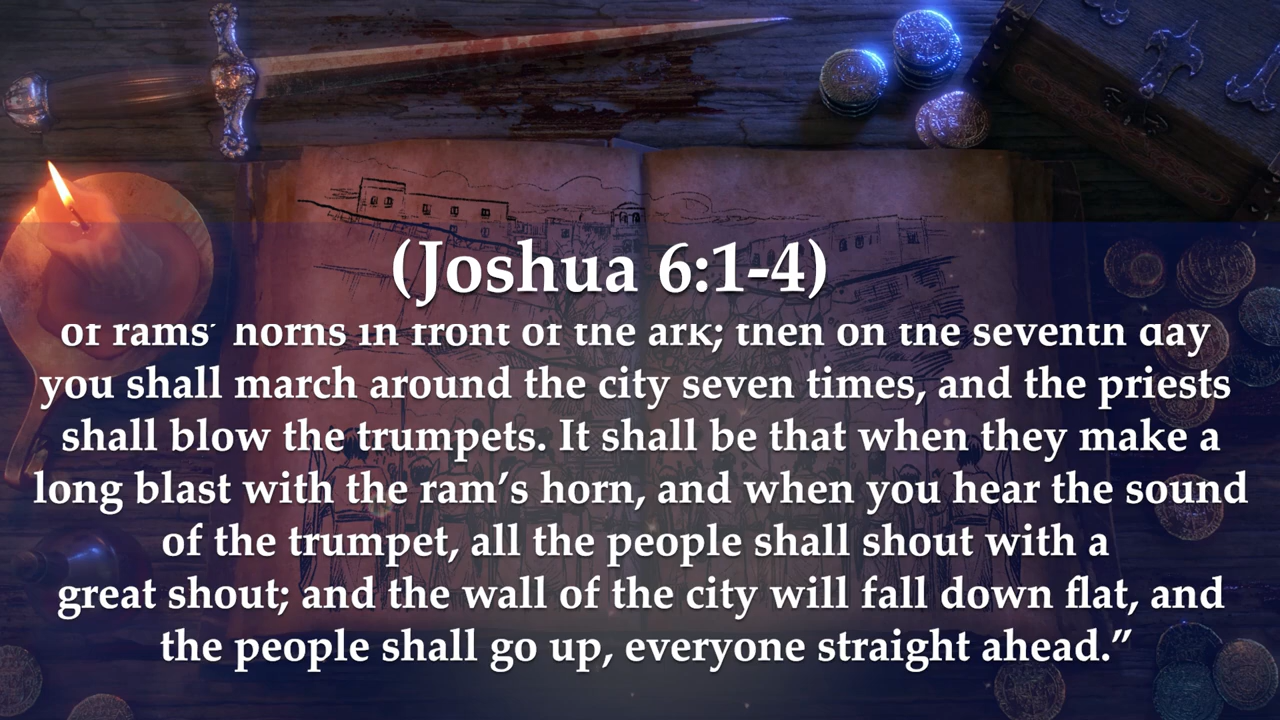 (Joshua 6:1-4)
of rams’ horns in front of the ark; then on the seventh day
you shall march around the city seven times, and the priests
shall blow the trumpets. It shall be that when they make a
long blast with the ram’s horn, and when you hear the sound
of the trumpet, all the people shall shout with a
great shout; and the wall of the city will fall down flat, and
the people shall go up, everyone straight ahead.”